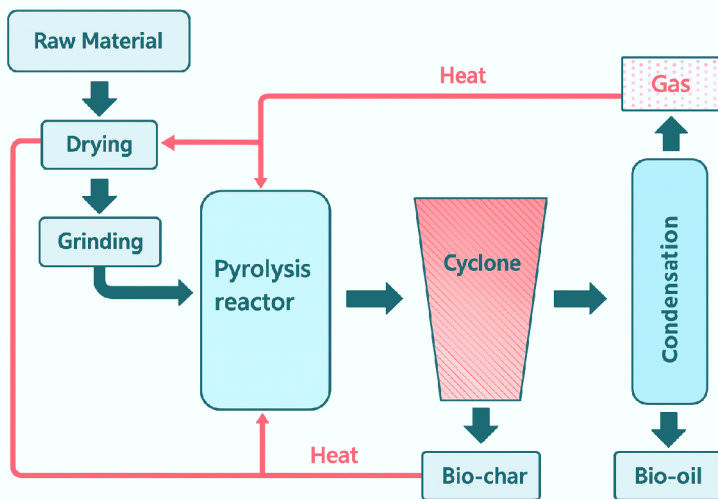 Raw Material
Heat
Gas
Drying
Grinding
Pyrolysis
reactor
Cyclone
Condensation
Heat
Bio-char
Bio-oil